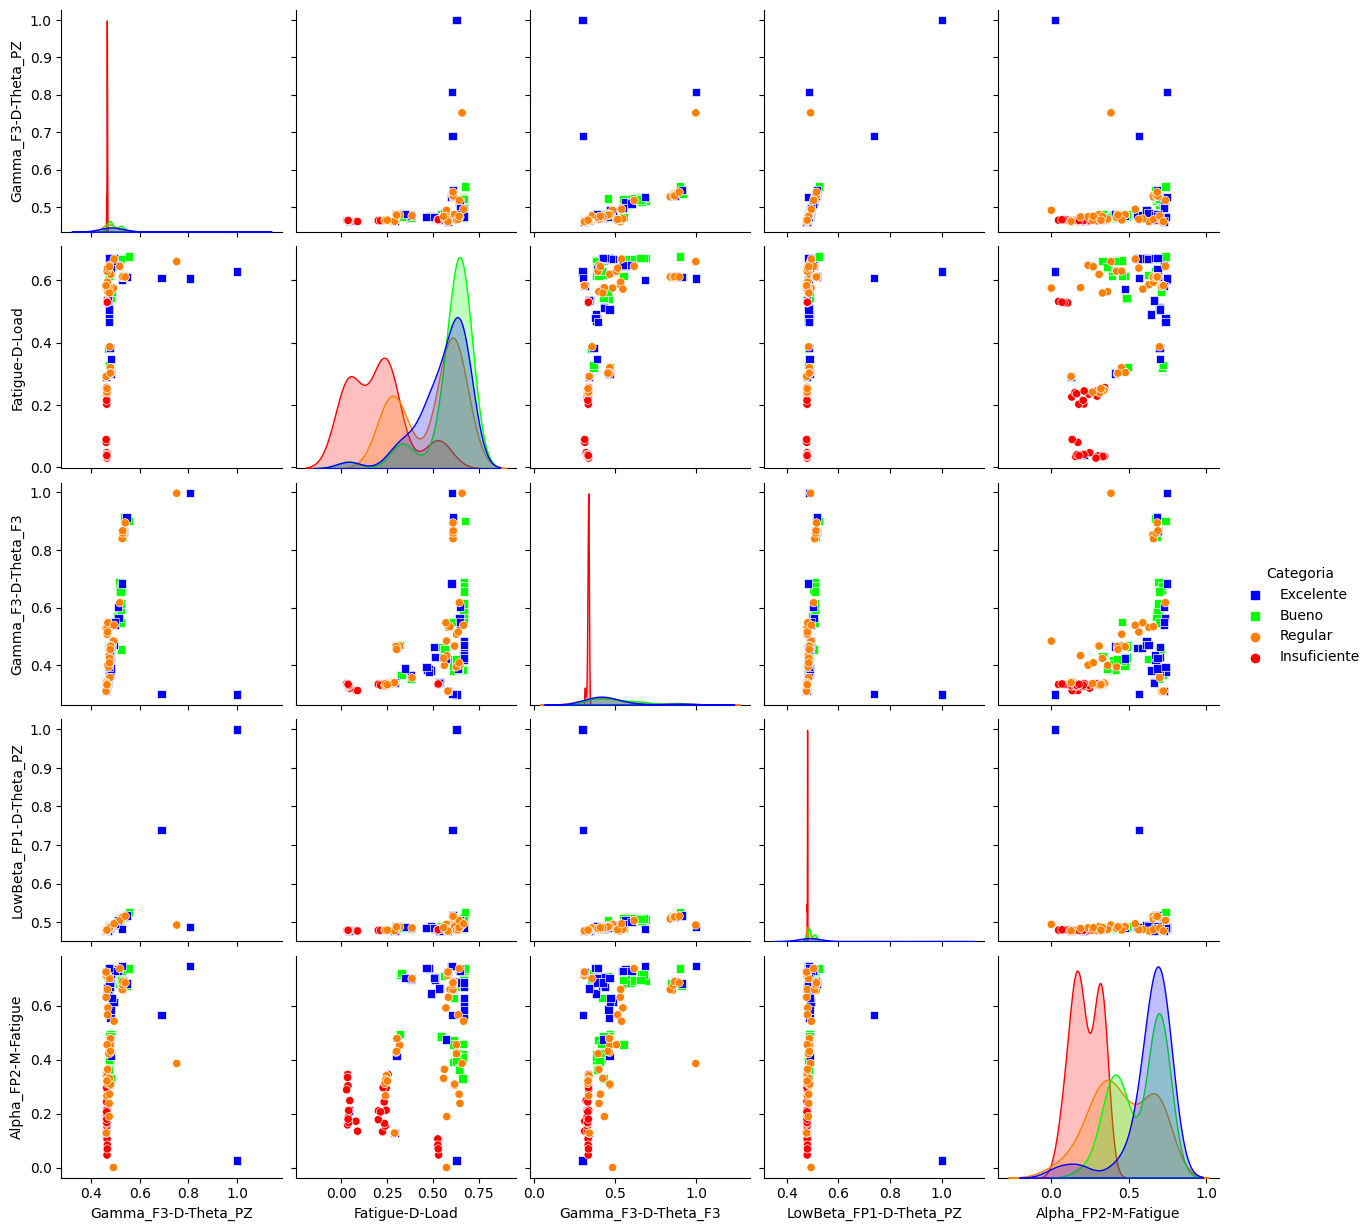 Gamma_F3-D-Theta_PZ
1.0
0.9
0.8
0.7
0.6
0.5
Fatigue-D-Load
0.6
0.4
0.2
0.0
Gamma_F3-D-Theta_F3
1.0
0.8
0.6
0.4
Categoria
Excelente
Bueno
Regular
Insuficiente
LowBeta_FP1-D-Theta_PZ
1.0
0.9
0.8
0.7
0.6
0.5
Alpha_FP2-M-Fatigue
0.6
0.4
0.2
0.0
0.4 0.6 0.8 1.0
0.00 0.25 0.50 0.75
0.0 0.5 1.0
0.4 0.6 0.8 1.0
0.0 0.5 1.0
Gamma_F3-D-Theta_PZ
Fatigue-D-Load
Gamma_F3-D-Theta_F3
LowBeta_FP1-D-Theta_PZ
Alpha_FP2-M-Fatigue